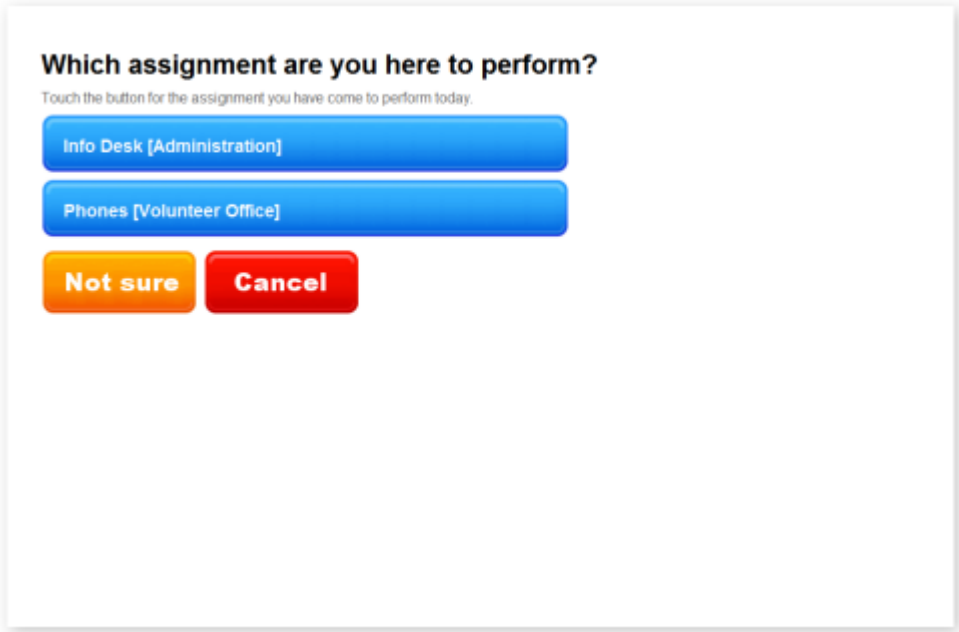 Which assignment are you here to perform?
Touch the button for the assignment you have come to perform today.
Info Desk [Administration]
Phones [Volunteer Office]
Not sure Cancel